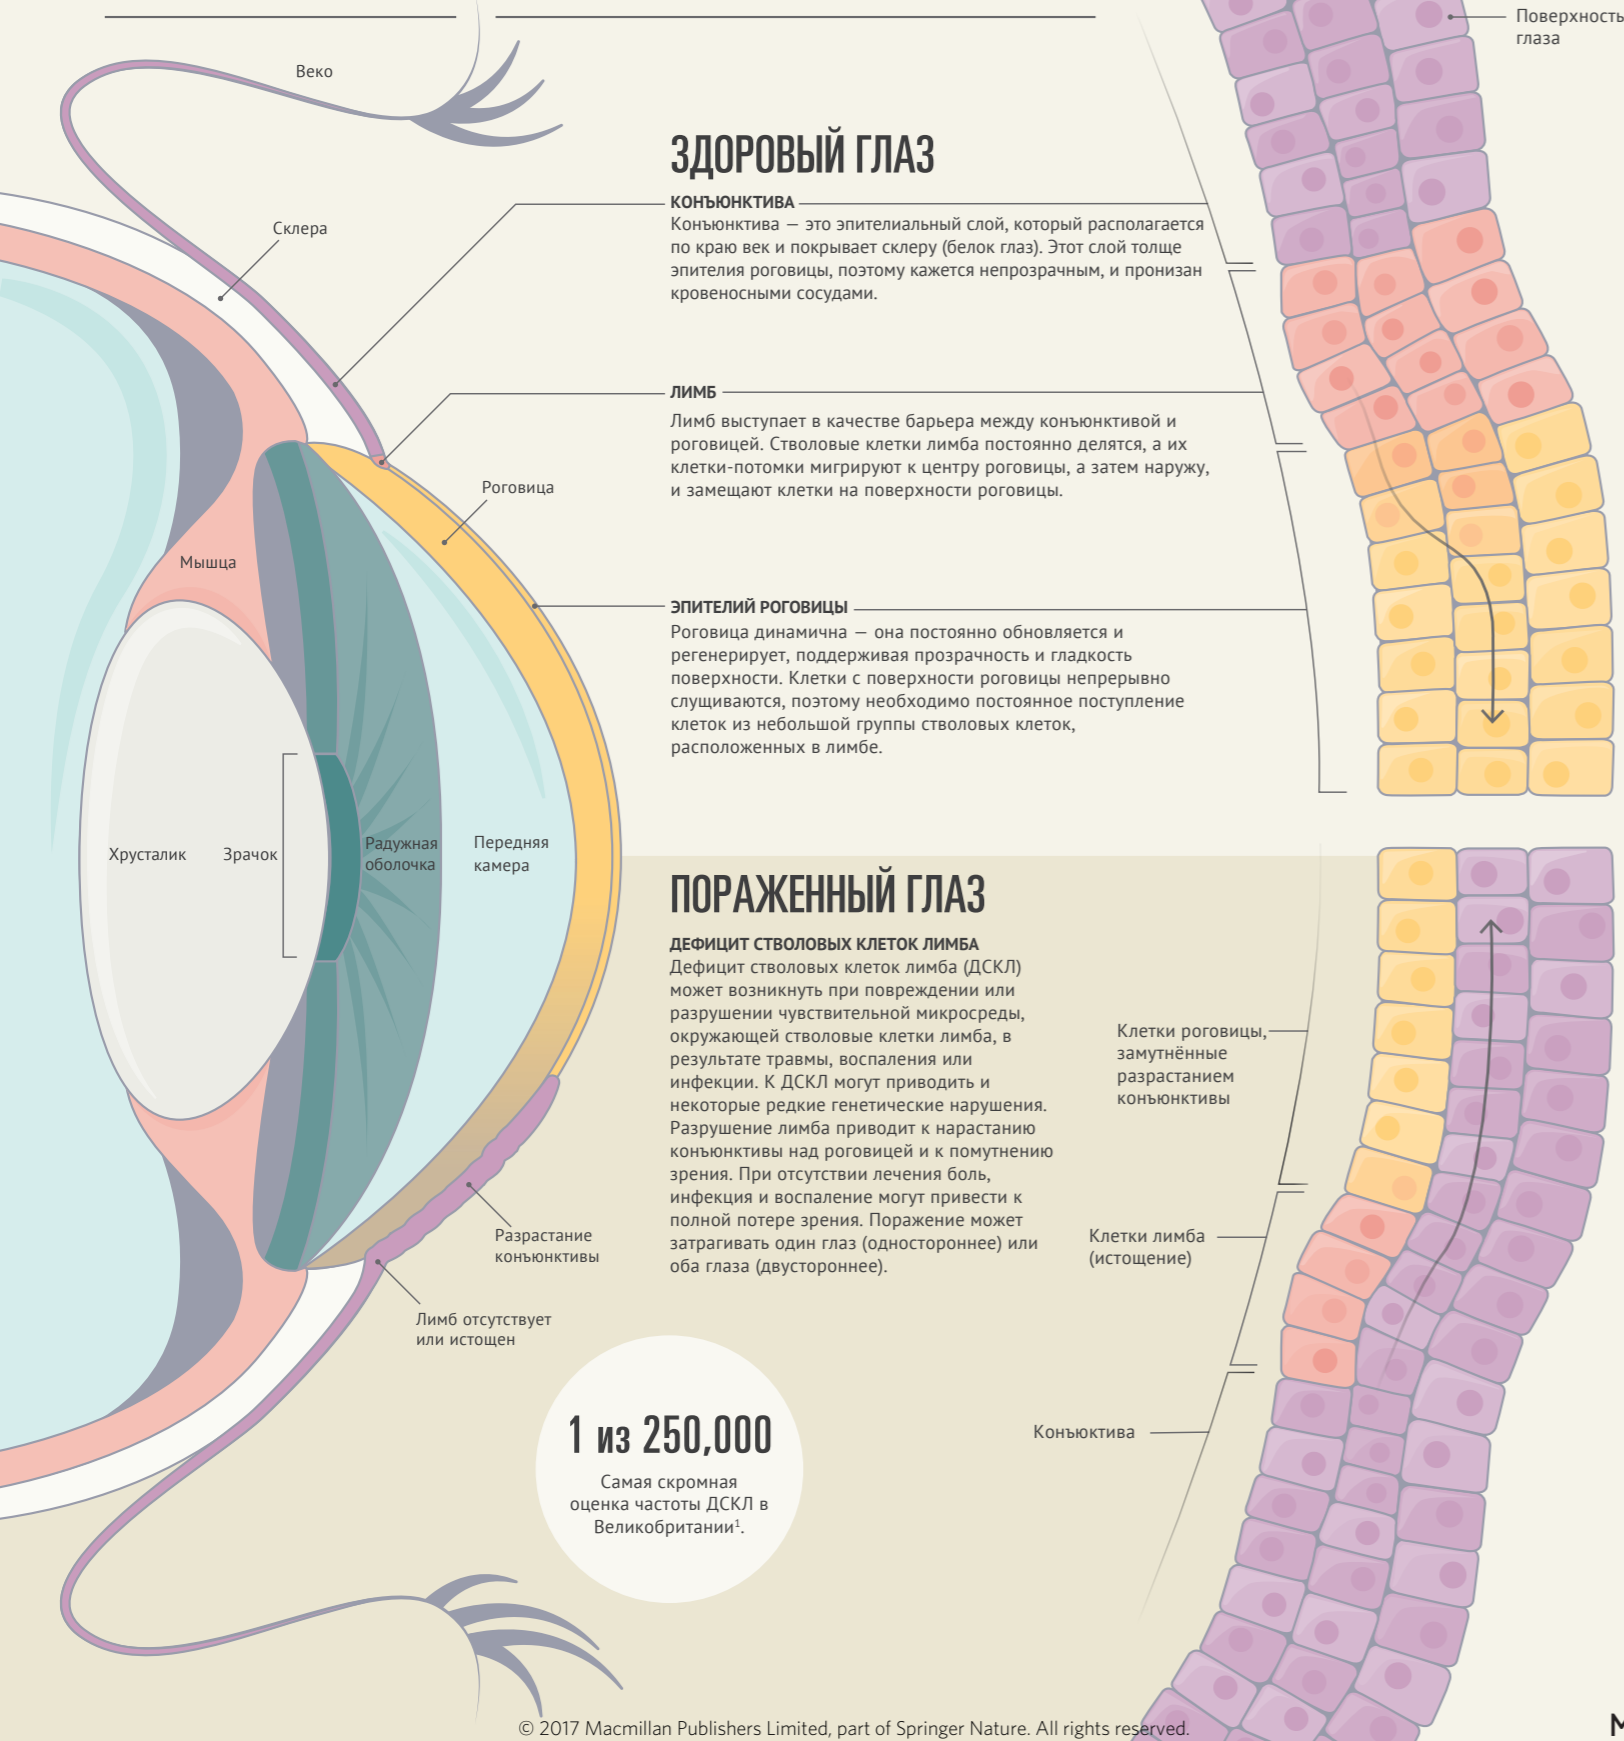 Поверхность
глаза
Веко
Склера
Роговица
Мышца
Хрусталик
Зрачок
Радужная
оболочка
Передняя
камера
ЗДОРОВЫЙ ГЛАЗ
КОНЪЮНКТИВА
Конъюнктива — это эпителиальный слой, который располагается
по краю век и покрывает склеру (белок глаз). Этот слой толще
эпителия роговицы, поэтому кажется непрозрачным, и пронизан
кровеносными сосудами.
ЛИМБ
Лимб выступает в качестве барьера между конъюнктивой и
роговицей. Стволовые клетки лимба постоянно делятся, а их
клетки-потомки мигрируют к центру роговицы, а затем наружу,
и замещают клетки на поверхности роговицы.
ЭПИТЕЛИЙ РОГОВИЦЫ
Роговица динамична — она постоянно обновляется и
регенерирует, поддерживая прозрачность и гладкость
поверхности. Клетки с поверхности роговицы непрерывно
слущиваются, поэтому необходимо постоянное поступление
клеток из небольшой группы стволовых клеток,
расположенных в лимбе.
ПОРАЖЕННЫЙ ГЛАЗ
ДЕФИЦИТ СТВОЛОВЫХ КЛЕТОК ЛИМБА
Дефицит стволовых клеток лимба (ДСКЛ)
может возникнуть при повреждении или
разрушении чувствительной микросреды,
окружающей стволовые клетки лимба, в
результате травмы, воспаления или
инфекции. К ДСКЛ могут приводить и
некоторые редкие генетические нарушения.
Разрушение лимба приводит к нарастанию
конъюнктивы над роговицей и к помутнению
зрения. При отсутствии лечения боль,
инфекция и воспаление могут привести к
полной потере зрения. Поражение может
затрагивать один глаз (одностороннее) или
оба глаза (двустороннее).
Клетки роговицы,
замутнённые
разрастанием
конъюнктивы
Клетки лимба
(истощение)
Конъюктива
Разрастание
конъюнктивы
Лимб отсутствует
или истощен
1 из 250,000
Самая скромная
оценка частоты ДСКЛ в
Великобритании¹.
© 2017 Macmillan Publishers Limited, part of Springer Nature. All rights reserved.